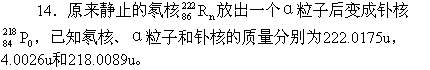 14．原来静止的氡核²²²₈₆Rn放出一个α粒子后变成钋核
²¹⁸₈₄P₀，已知氡核、α粒子和钋核的质量分别为222.0175u，
4.0026u和218.0089u。